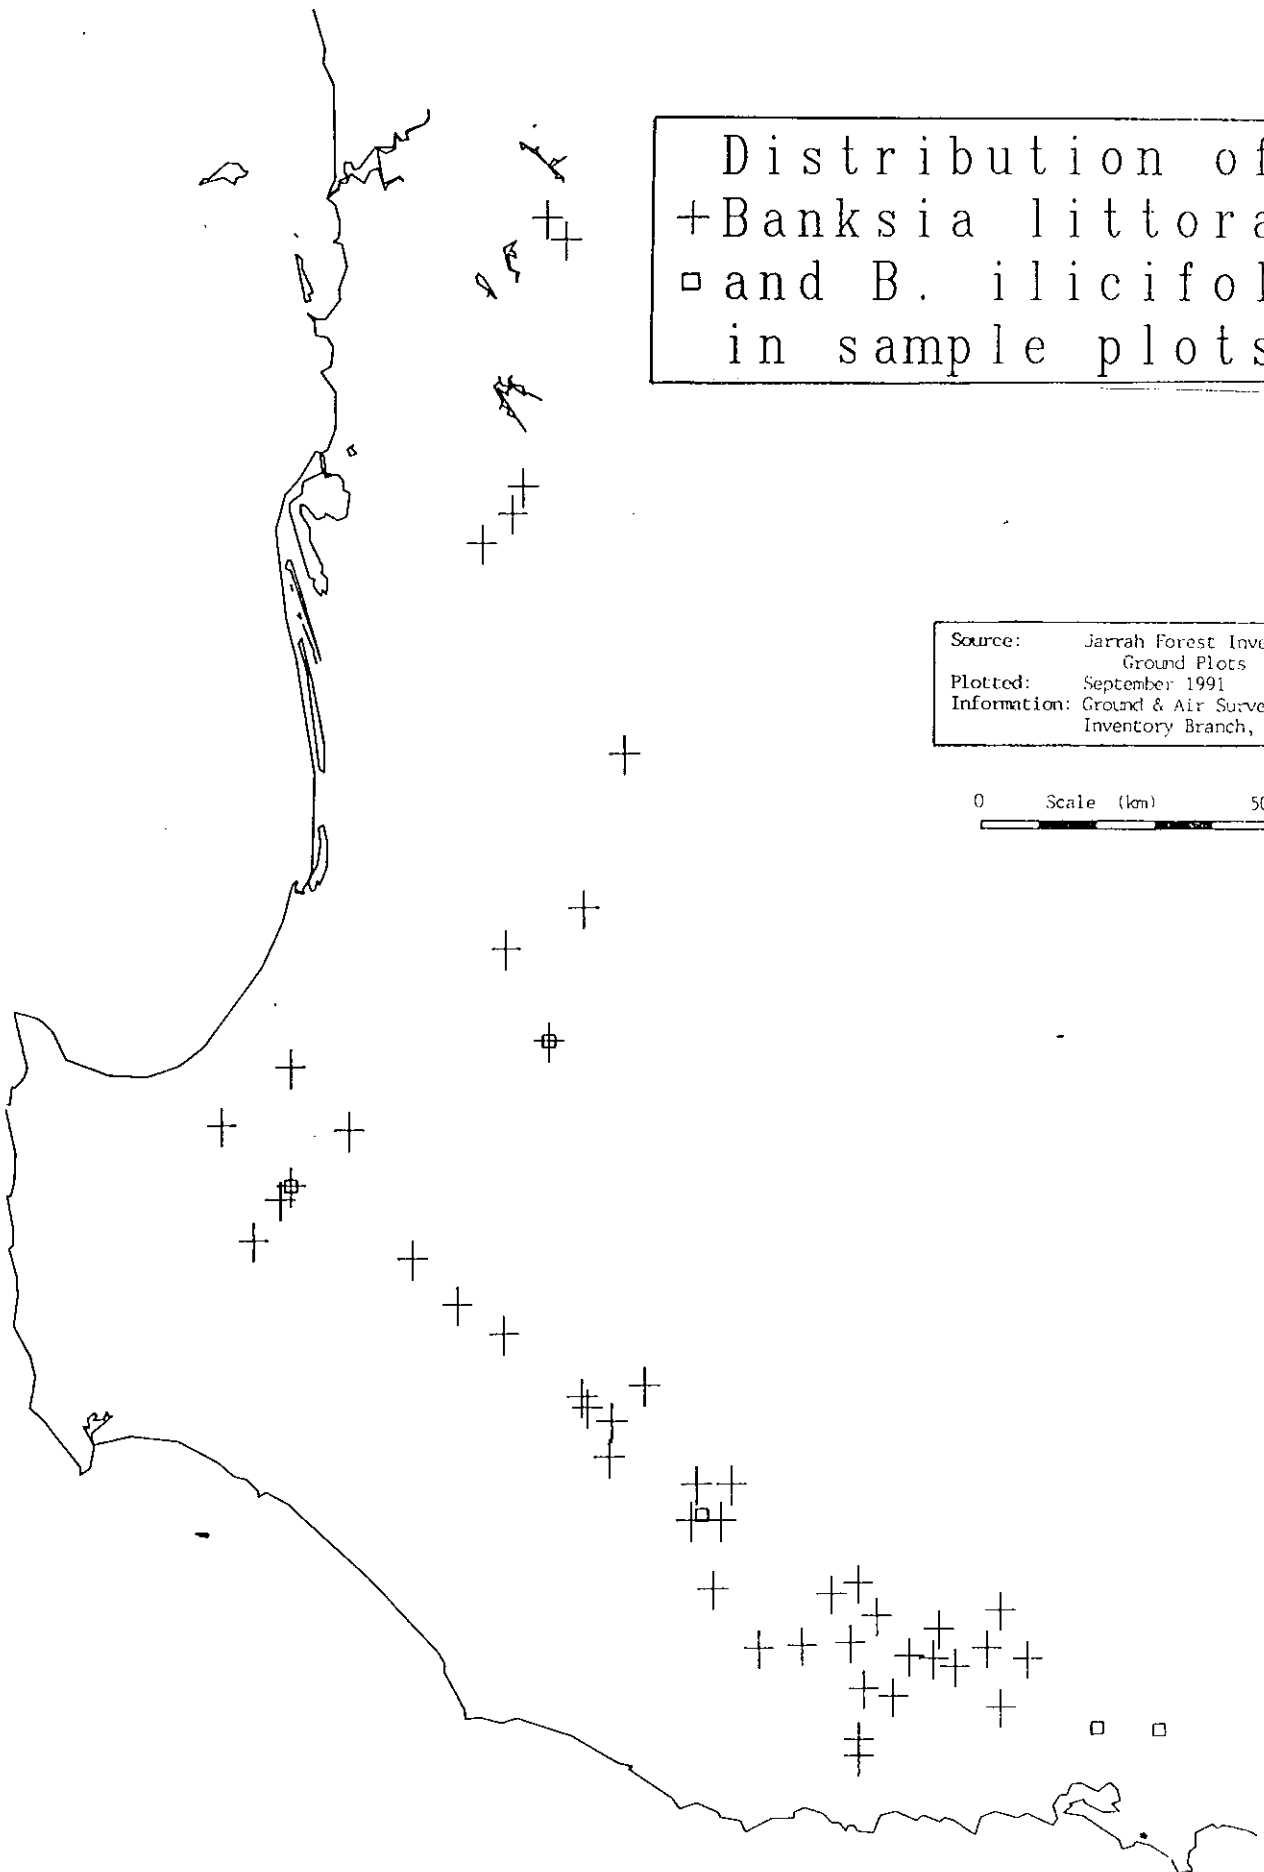 Distribution of
+Banksia littora
and B. ilicifol
in sample plots
Source: Jarrah Forest Inve
Ground Plots
Plotted: September 1991
Information: Ground & Air Surve
Inventory Branch,
0 Scale (km) 50